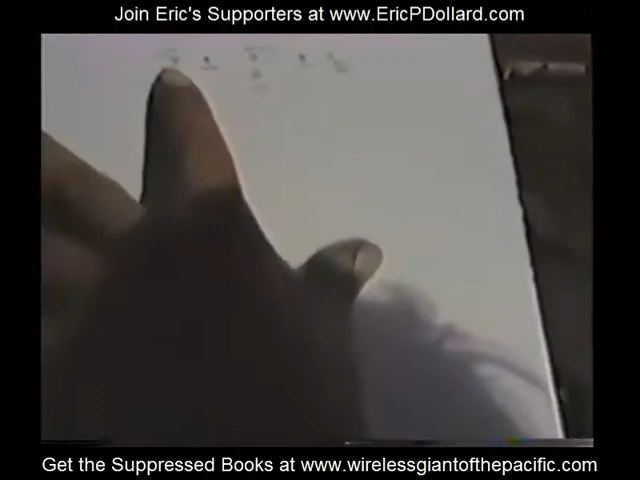 Join Eric's Supporters at www.EricPDollard.com
Get the Suppressed Books at www.wirelessgiantofthepacific.com